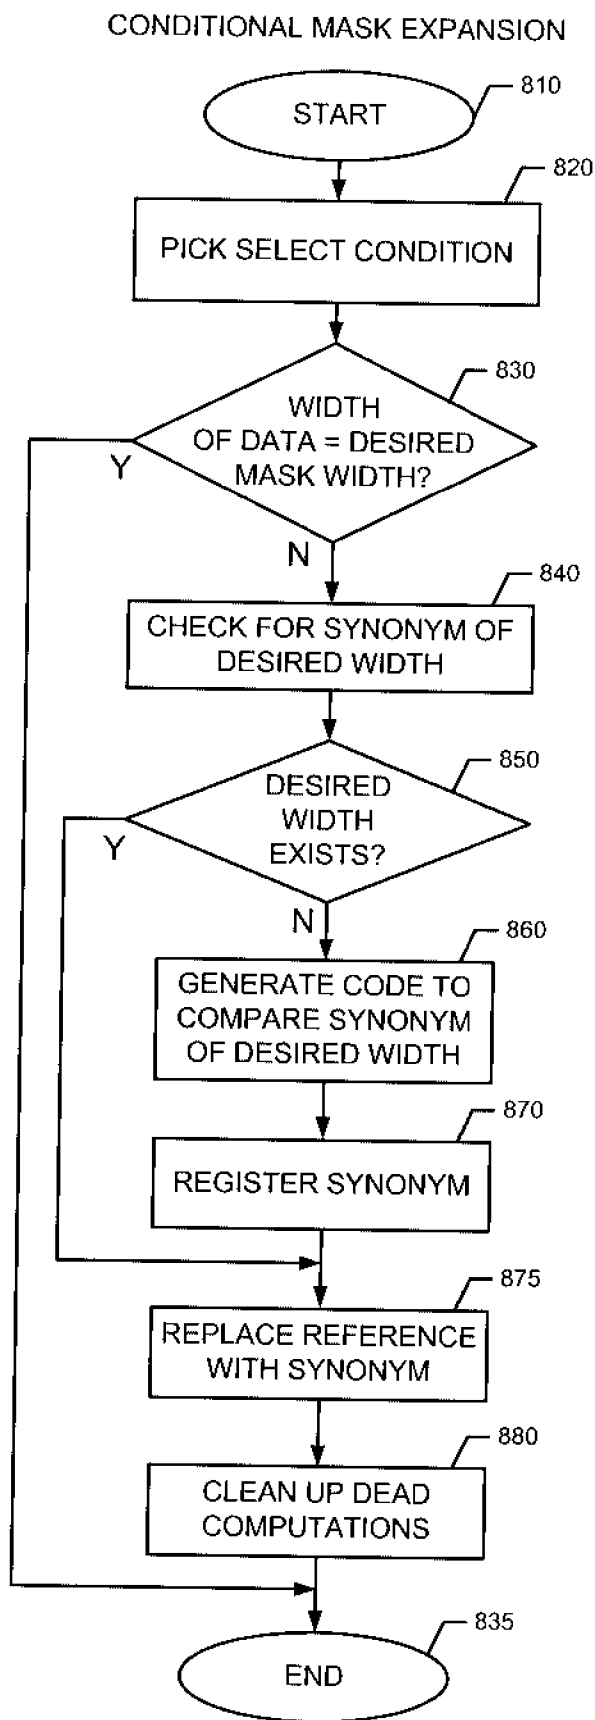 CONDITIONAL MASK EXPANSION
810
START
820
PICK SELECT CONDITION
830
WIDTH
OF DATA = DESIRED
MASK WIDTH?
Y
N
840
CHECK FOR SYNONYM OF
DESIRED WIDTH
850
DESIRED
WIDTH
EXISTS?
Y
N
860
GENERATE CODE TO
COMPARE SYNONYM
OF DESIRED WIDTH
870
REGISTER SYNONYM
875
REPLACE REFERENCE
WITH SYNONYM
880
CLEAN UP DEAD
COMPUTATIONS
835
END